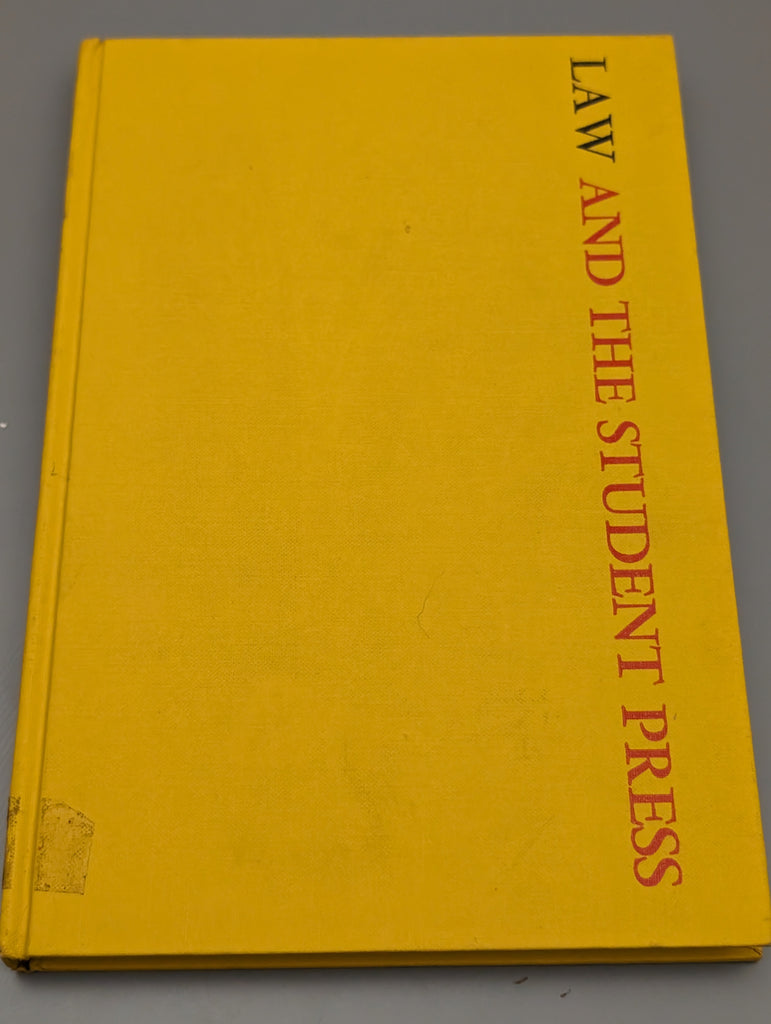 LAW AND THE STUDENT PRESS